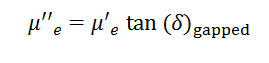 μ''ₑ = μ'ₑ tan (δ)gapped